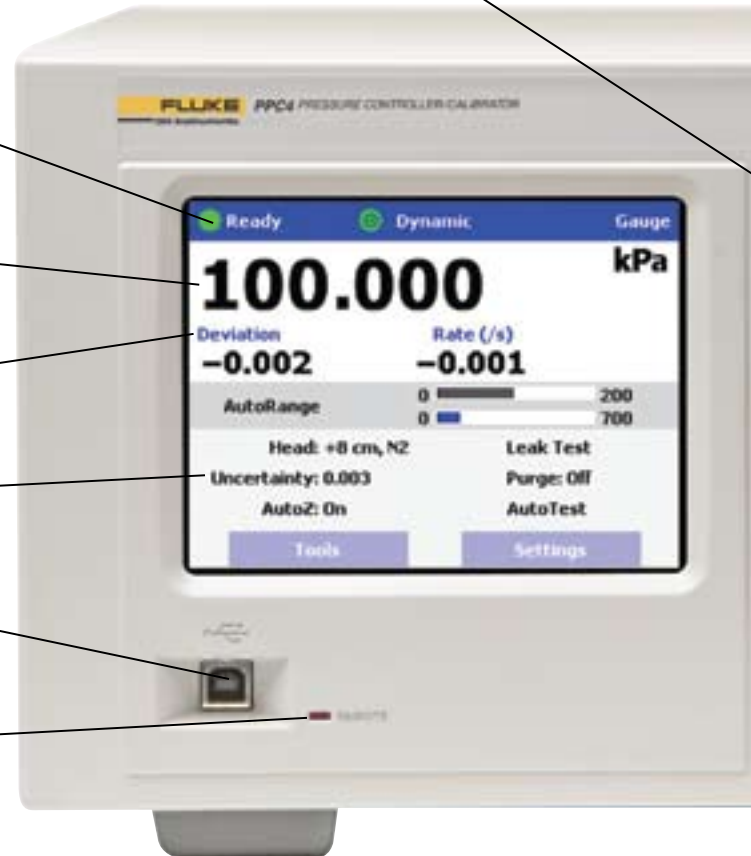 FLUKE PPC4 PRESSURE CONTROLLER/CALIBRATOR
Ready Dynamic Gauge
100.000 kPa
Deviation Rate (/s)
−0.002 −0.001
AutoRange 0 200
0 700
Head: +8 cm, N2 Leak Test
Uncertainty: 0.003 Purge: Off
AutoZ: On AutoTest
Tools Settings
REMOTE